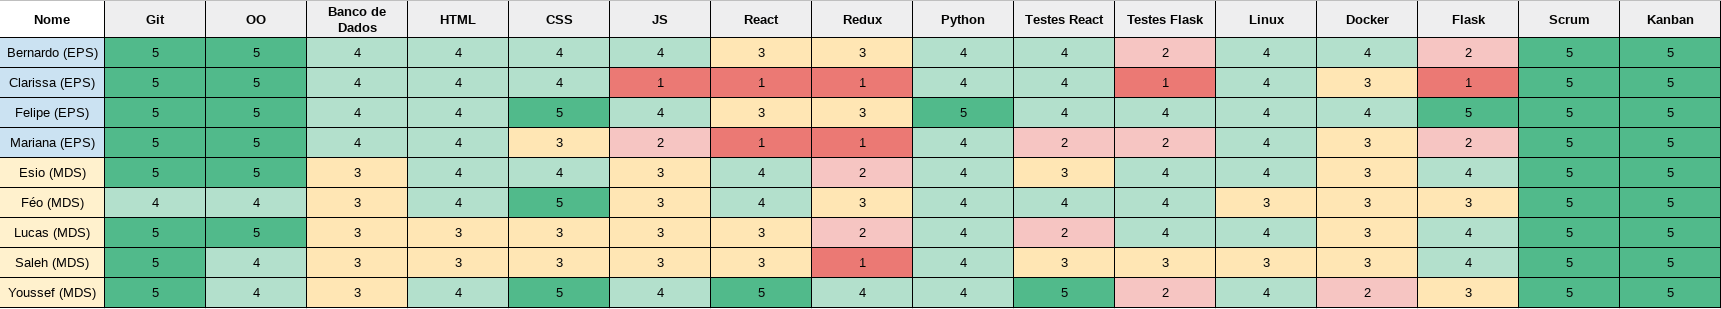 Nome Git OO Banco de Dados HTML CSS JS React Redux Python Testes React Testes Flask Linux Docker Flask Scrum Kanban
Bernardo (EPS) 5 5 4 4 4 4 3 3 4 4 2 4 4 2 5 5
Clarissa (EPS) 5 5 4 4 4 1 1 1 4 4 1 4 3 1 5 5
Felipe (EPS) 5 5 4 4 5 4 3 3 5 4 4 4 4 5 5 5
Mariana (EPS) 5 5 4 4 3 2 1 1 4 2 2 4 3 2 5 5
Esio (MDS) 5 5 3 4 4 3 4 2 4 3 4 4 3 4 5 5
Féo (MDS) 4 4 3 4 5 3 4 3 4 4 4 3 3 3 5 5
Lucas (MDS) 5 5 3 3 3 3 3 2 4 2 4 4 3 4 5 5
Saleh (MDS) 5 4 3 3 3 3 3 1 4 3 3 3 3 4 5 5
Youssef (MDS) 5 4 3 4 5 4 5 4 4 5 2 4 2 3 5 5